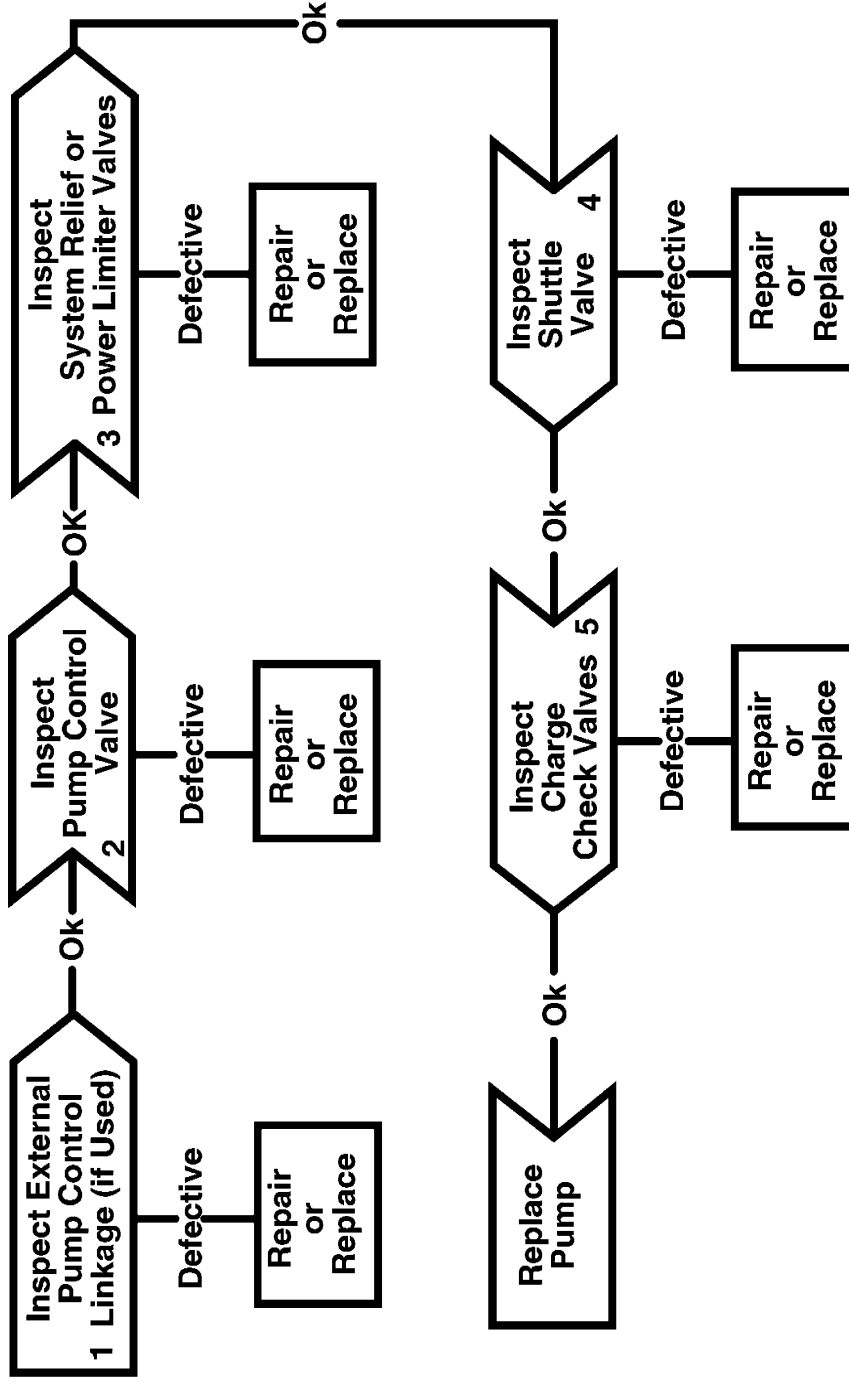 Inspect External
Pump Control
1 Linkage (if Used)
Ok
Defective
Repair
or
Replace
Inspect
Pump Control
Valve
2
OK
Defective
Repair
or
Replace
Inspect
System Relief or
3 Power Limiter Valves
Ok
Defective
Repair
or
Replace
Inspect
Shuttle
Valve
4
Ok
Defective
Repair
or
Replace
Inspect
Charge
Check Valves 5
Ok
Defective
Repair
or
Replace
Replace
Pump